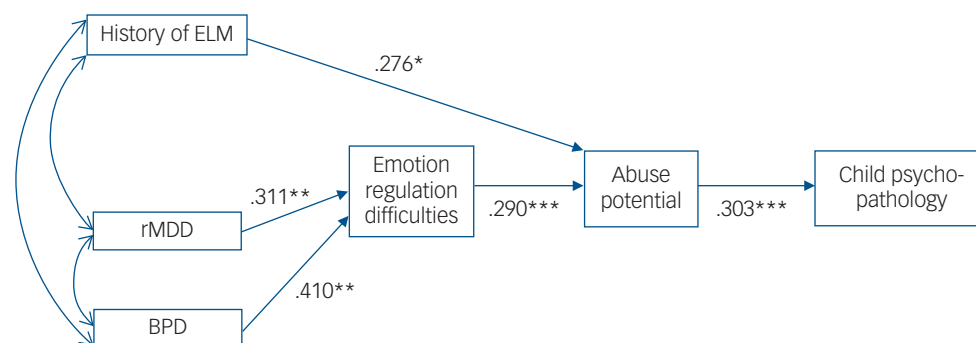 History of ELM
.276*
Emotion
regulation
difficulties
Abuse
potential
Child psycho-
pathology
.311**
.290***
.303***
rMDD
.410**
BPD